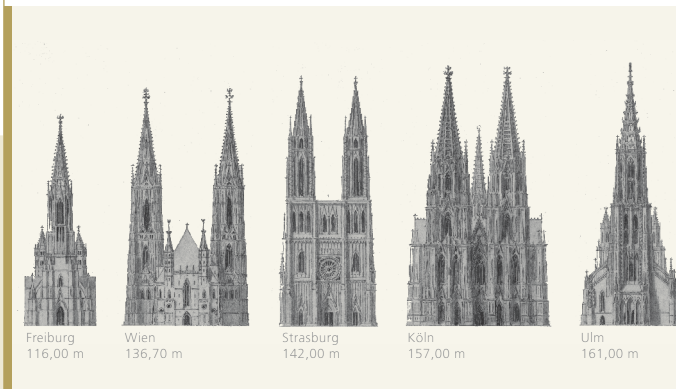 Freiburg
116,00 m
Wien
136,70 m
Strasburg
142,00 m
Köln
157,00 m
Ulm
161,00 m